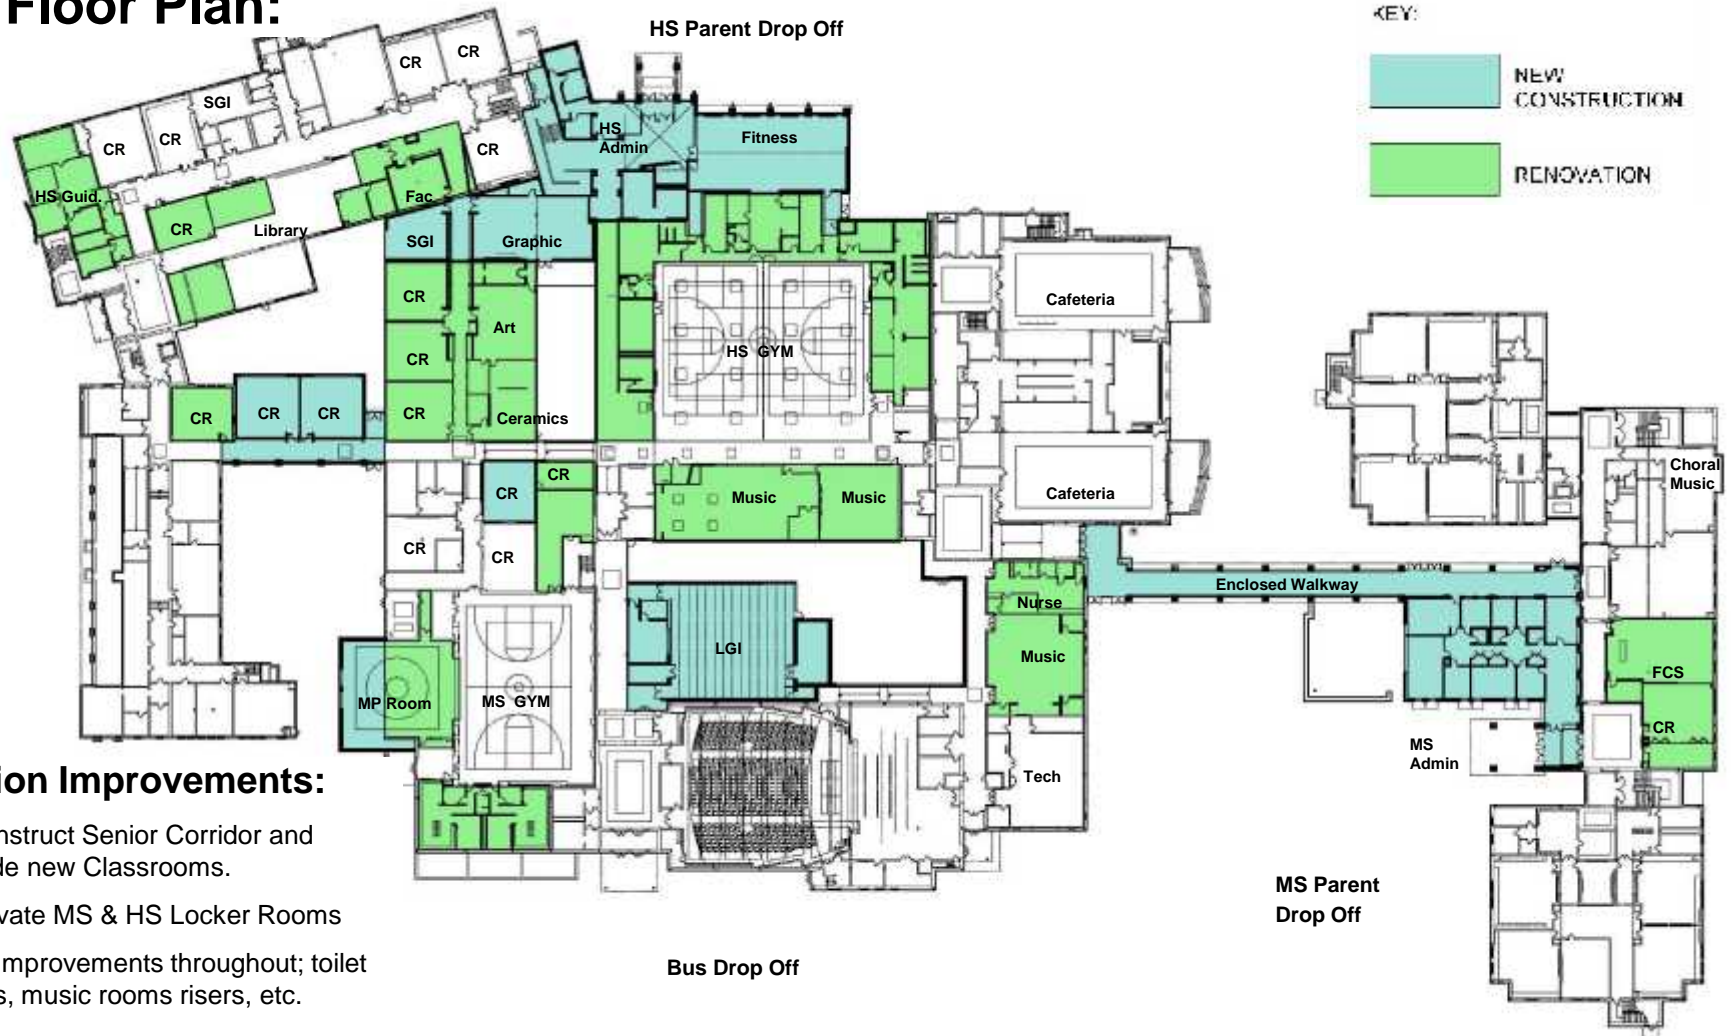 Floor Plan:
HS Parent Drop Off
KEY:
NEW
CONSTRUCTION
RENOVATION
CR
CR
SGI
CR
CR
CR
HS
Admin
Fitness
HS Guid.
Fac
CR
Library
SGI
Graphic
CR
Art
Cafeteria
CR
HS GYM
CR
CR
CR
CR
Ceramics
CR
CR
Music
Music
Cafeteria
Choral
Music
CR
CR
Enclosed Walkway
Nurse
LGI
Music
FCS
MP Room
MS GYM
CR
MS
Admin
Tech
ion Improvements:
nstruct Senior Corridor and
de new Classrooms.
vate MS & HS Locker Rooms
improvements throughout; toilet
s, music rooms risers, etc.
MS Parent
Drop Off
Bus Drop Off